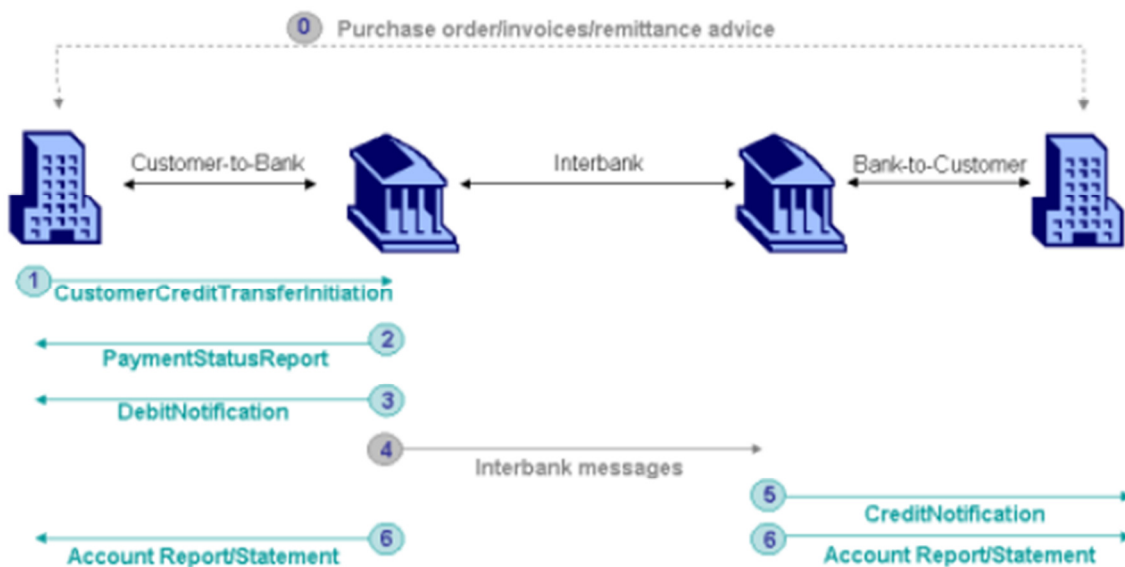 0 Purchase order/invoices/remittance advice
Customer-to-Bank
Interbank
Bank-to-Customer
1
CustomerCreditTransferInitiation
2
PaymentStatusReport
3
DebitNotification
4
Interbank messages
5
CreditNotification
6
Account Report/Statement
6
Account Report/Statement